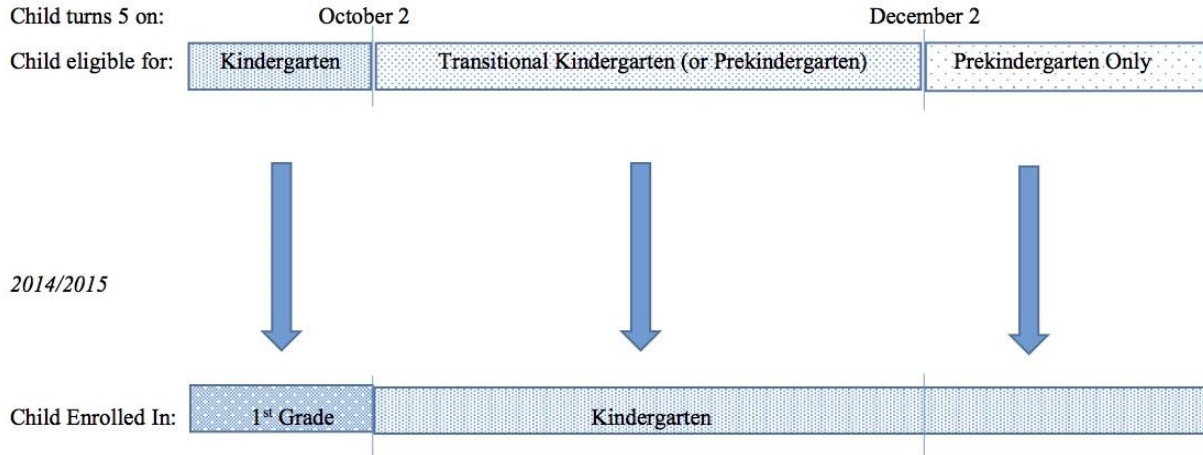 Child turns 5 on: October 2 December 2
Child eligible for: Kindergarten Transitional Kindergarten (or Prekindergarten) Prekindergarten Only
2014/2015
Child Enrolled In: 1st Grade Kindergarten